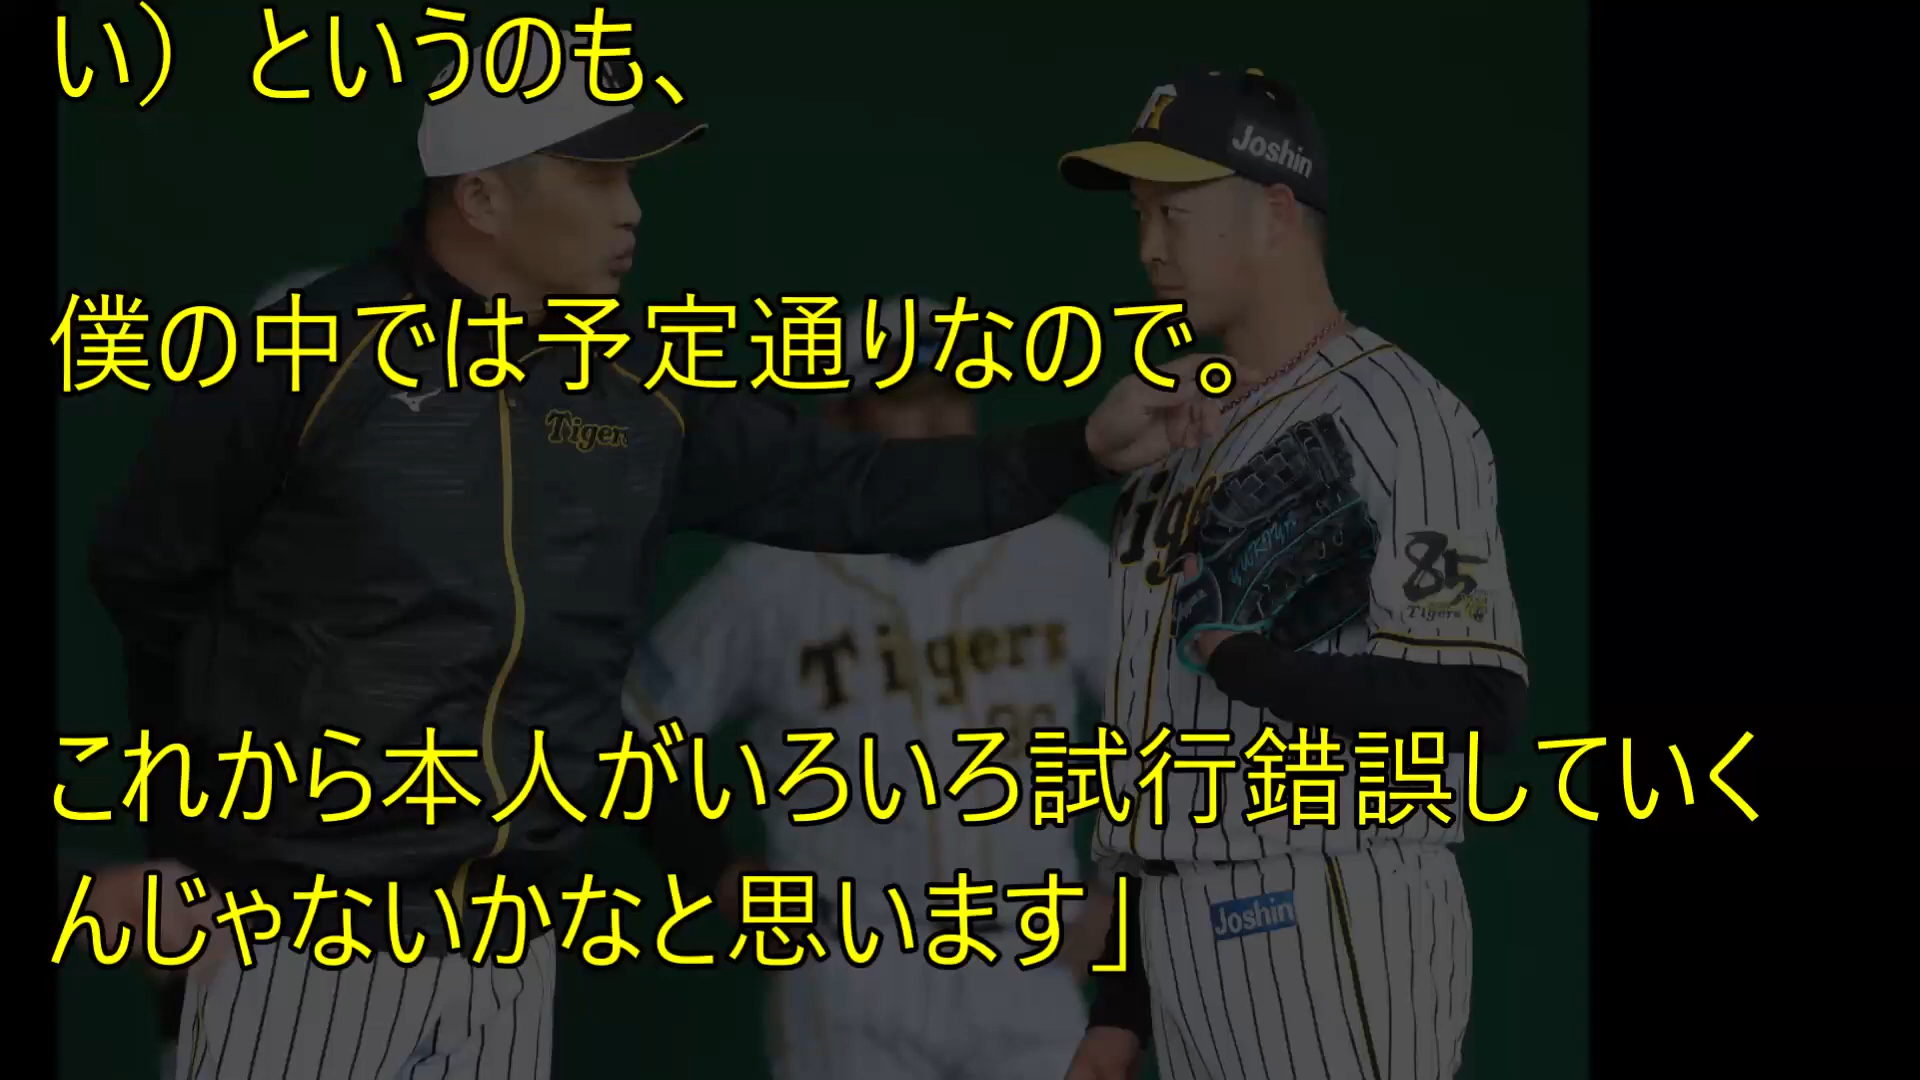 い）というのも、
僕の中では予定通りなので。
これから本人がいろいろ試行錯誤していく
んじゃないかなと思います」
Joshin
Tigers
Tigers
85
Tigers
Joshin